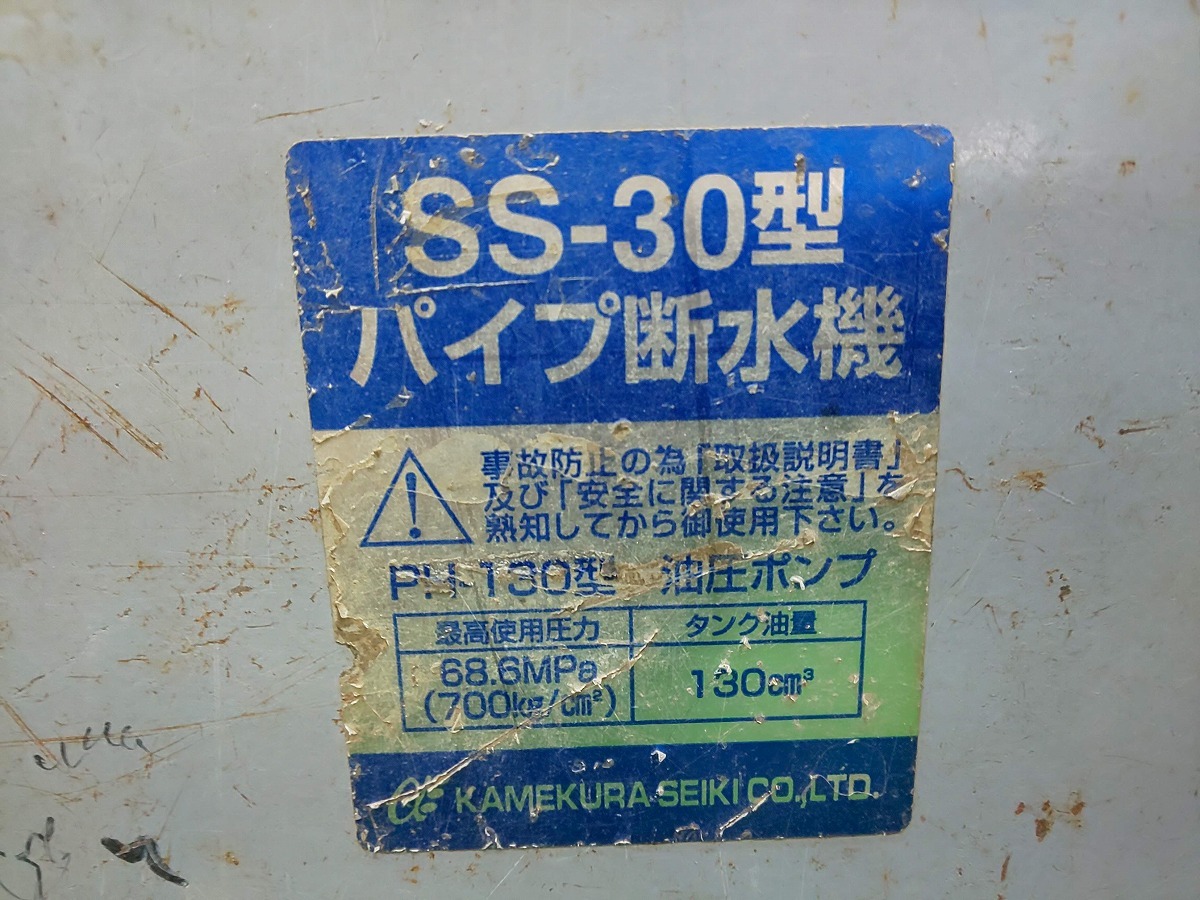 SS-30型
パイプ断水機
事故防止の為「取扱説明書」
及び「安全に関する注意」を
熟知してから御使用下さい。
PH-130型 油圧ポンプ
最高使用圧力 タンク油量
68.6MPa
(700kg/cm²)
130cm³
KAMEKURA SEIKI CO.,LTD.